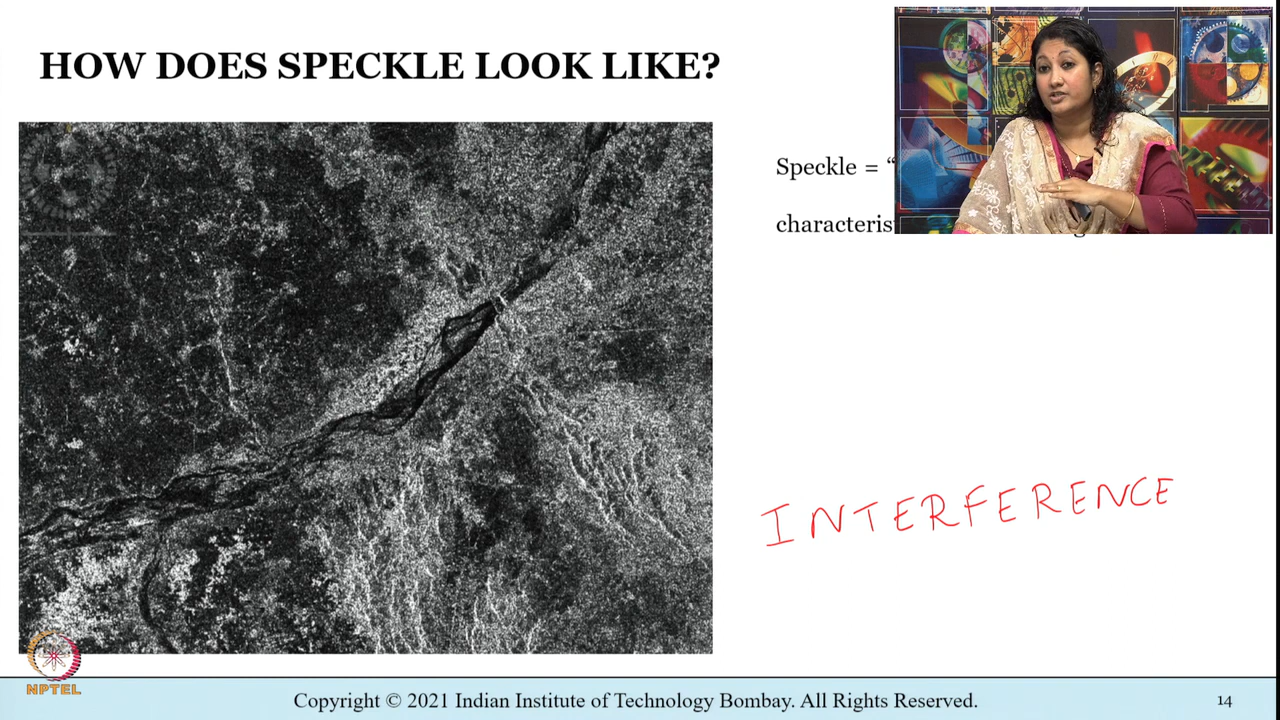 HOW DOES SPECKLE LOOK LIKE?
Speckle = “
INTERFERENCE
NPTEL
Copyright © 2021 Indian Institute of Technology Bombay. All Rights Reserved.
14